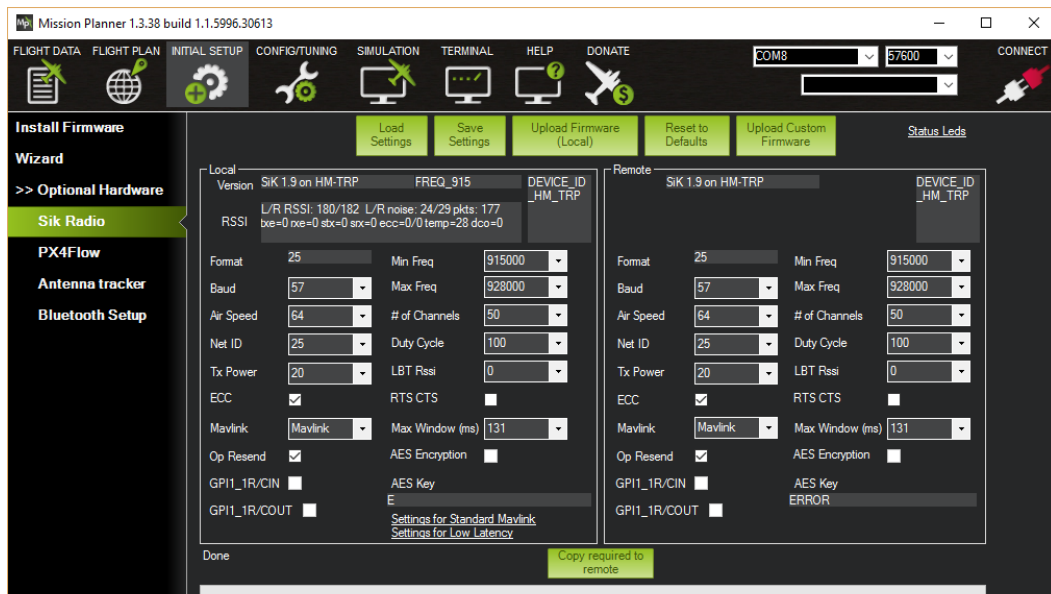 Mission Planner 1.3.38 build 1.1.5996.30613
FLIGHT DATA FLIGHT PLAN INITIAL SETUP CONFIG/TUNING SIMULATION TERMINAL HELP DONATE
COM8 57600 CONNECT
Install Firmware
Wizard
>> Optional Hardware
Sik Radio
PX4Flow
Antenna tracker
Bluetooth Setup
Load Settings
Save Settings
Upload Firmware (Local)
Reset to Defaults
Upload Custom Firmware
Status Leds
Local
Version SiK 1.9 on HM-TRP FREQ_915 DEVICE_ID
_HM_TRP
RSSI L/R RSSI: 180/182 L/R noise: 24/29 pkts: 177
txe=0 rxe=0 stx=0 srx=0 ecc=0/0 temp=28 dco=0
Format 25 Min Freq 915000
Baud 57 Max Freq 928000
Air Speed 64 # of Channels 50
Net ID 25 Duty Cycle 100
Tx Power 20 LBT Rssi 0
ECC RTS CTS
Mavlink Mavlink Max Window (ms) 131
Op Resend AES Encryption
GPI1_1R/CIN AES Key
E
GPI1_1R/COUT
Settings for Standard Mavlink
Settings for Low Latency
Remote
SiK 1.9 on HM-TRP DEVICE_ID
_HM_TRP
Format 25 Min Freq 915000
Baud 57 Max Freq 928000
Air Speed 64 # of Channels 50
Net ID 25 Duty Cycle 100
Tx Power 20 LBT Rssi 0
ECC RTS CTS
Mavlink Mavlink Max Window (ms) 131
Op Resend AES Encryption
GPI1_1R/CIN AES Key
ERROR
GPI1_1R/COUT
Done
Copy required to
remote